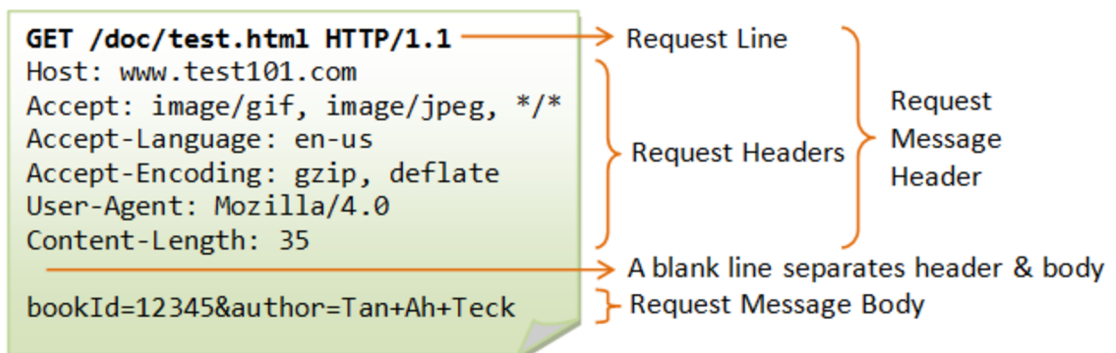 GET /doc/test.html HTTP/1.1
Host: www.test101.com
Accept: image/gif, image/jpeg, */*
Accept-Language: en-us
Accept-Encoding: gzip, deflate
User-Agent: Mozilla/4.0
Content-Length: 35
bookId=12345&author=Tan+Ah+Teck
Request Line
Request Headers
Request
Message
Header
A blank line separates header & body
Request Message Body